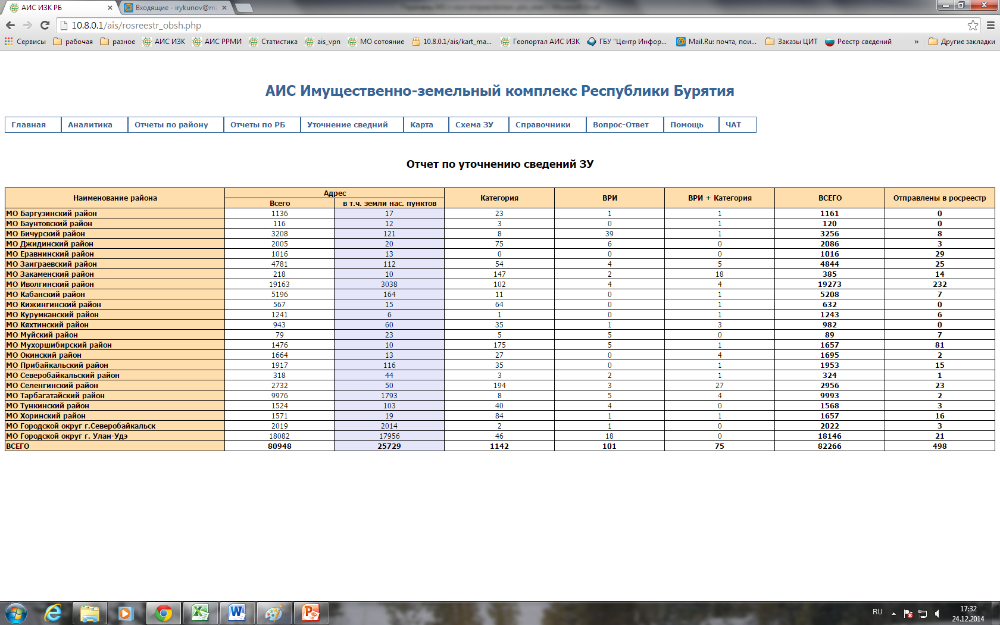 АИС ИЗК РБ
Входящие - irykunov@m
10.8.0.1/ais/rosreestr_obsh.php
Сервисы рабочая разное АИС ИЗК АИС РРМИ Статистика ais_vpn МО сотояние 10.8.0.1/ais/kart_ma... Геопортал АИС ИЗК ГБУ "Центр Инфор... Mail.Ru: почта, пои... Заказы ЦИТ Реестр сведений » Другие закладки
АИС Имущественно-земельный комплекс Республики Бурятия
Главная Аналитика Отчеты по району Отчеты по РБ Уточнение сведний Карта Схема ЗУ Справочники Вопрос-Ответ Помощь ЧАТ
Отчет по уточнению сведений ЗУ
Наименование района Адрес Категория ВРИ ВРИ + Категория ВСЕГО Отправлены в росреестр
Всего в т.ч. земли нас. пунктов
МО Баргузинский район 1136 17 23 1 1 1161 0
МО Баунтовский район 116 12 3 0 1 120 0
МО Бичурский район 3208 121 8 39 1 3256 8
МО Джидинский район 2005 20 75 6 0 2086 3
МО Еравнинский район 1016 13 0 0 0 1016 29
МО Заиграевский район 4781 112 54 4 5 4844 25
МО Закаменский район 218 10 147 2 18 385 14
МО Иволгинский район 19163 3038 102 4 4 19273 232
МО Кабанский район 5196 164 11 0 1 5208 7
МО Кижингинский район 567 15 64 0 1 632 0
МО Курумканский район 1241 6 1 0 1 1243 6
МО Кяхтинский район 943 60 35 1 3 982 0
МО Муйский район 79 23 5 5 0 89 7
МО Мухоршибирский район 1476 10 175 5 1 1657 81
МО Окинский район 1664 13 27 0 4 1695 2
МО Прибайкальский район 1917 116 35 0 1 1953 15
МО Северобайкальский район 318 44 3 2 1 324 1
МО Селенгинский район 2732 50 194 3 27 2956 23
МО Тарбагатайский район 9976 1793 8 5 4 9993 2
МО Тункинский район 1524 103 40 4 0 1568 3
МО Хоринский район 1571 19 84 1 1 1657 16
МО Городской округ г.Северобайкальск 2019 2014 2 1 0 2022 3
МО Городской округ г. Улан-Удэ 18082 17956 46 18 0 18146 21
ВСЕГО 80948 25729 1142 101 75 82266 498
RU
17:32
24.12.2014